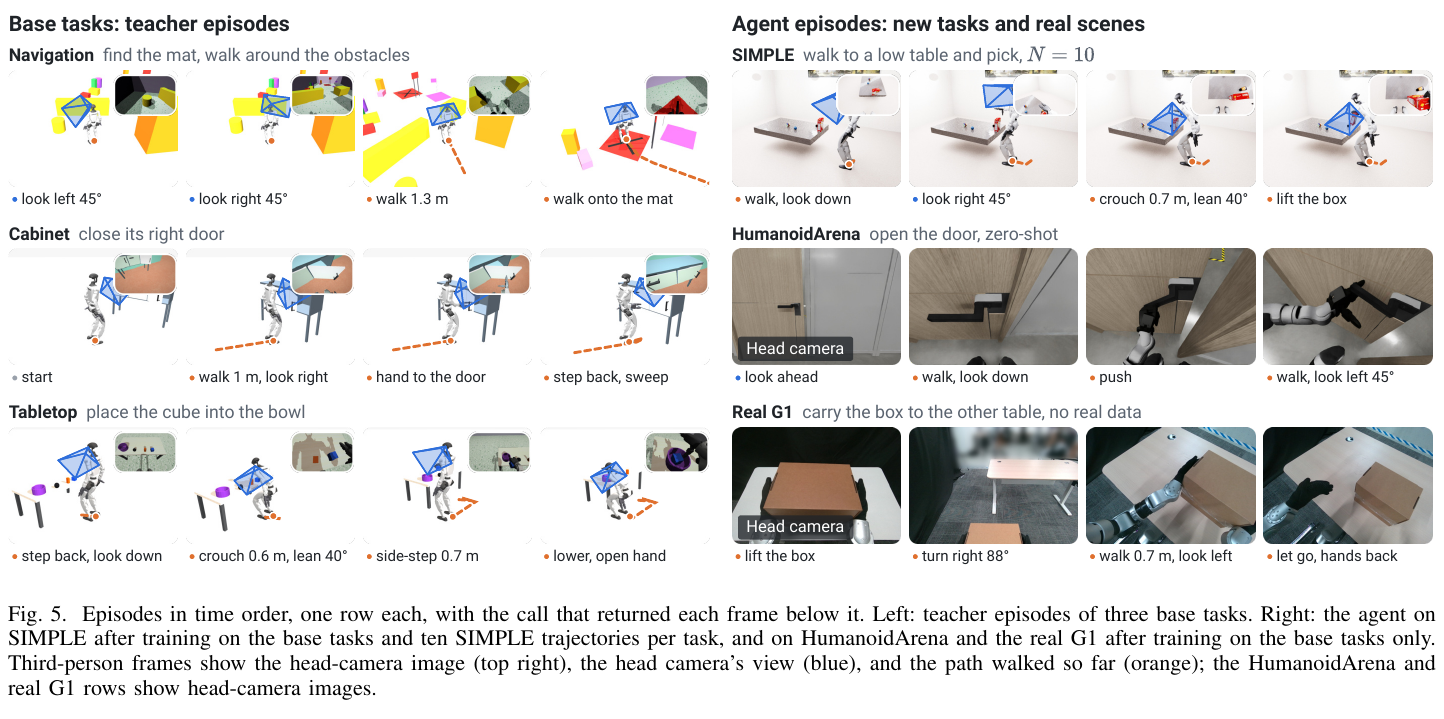 Base tasks: teacher episodes
Navigation find the mat, walk around the obstacles
• look left 45°
• look right 45°
• walk 1.3 m
• walk onto the mat
Cabinet close its right door
• start
• walk 1 m, look right
• hand to the door
• step back, sweep
Tabletop place the cube into the bowl
• step back, look down
• crouch 0.6 m, lean 40°
• side-step 0.7 m
• lower, open hand
Agent episodes: new tasks and real scenes
SIMPLE walk to a low table and pick, N = 10
• walk, look down
• look right 45°
• crouch 0.7 m, lean 40°
• lift the box
HumanoidArena open the door, zero-shot
Head camera
• look ahead
• walk, look down
• push
• walk, look left 45°
Real G1 carry the box to the other table, no real data
Head camera
• lift the box
• turn right 88°
• walk 0.7 m, look left
• let go, hands back
Fig. 5. Episodes in time order, one row each, with the call that returned each frame below it. Left: teacher episodes of three base tasks. Right: the agent on
SIMPLE after training on the base tasks and ten SIMPLE trajectories per task, and on HumanoidArena and the real G1 after training on the base tasks only.
Third-person frames show the head-camera image (top right), the head camera's view (blue), and the path walked so far (orange); the HumanoidArena and
real G1 rows show head-camera images.